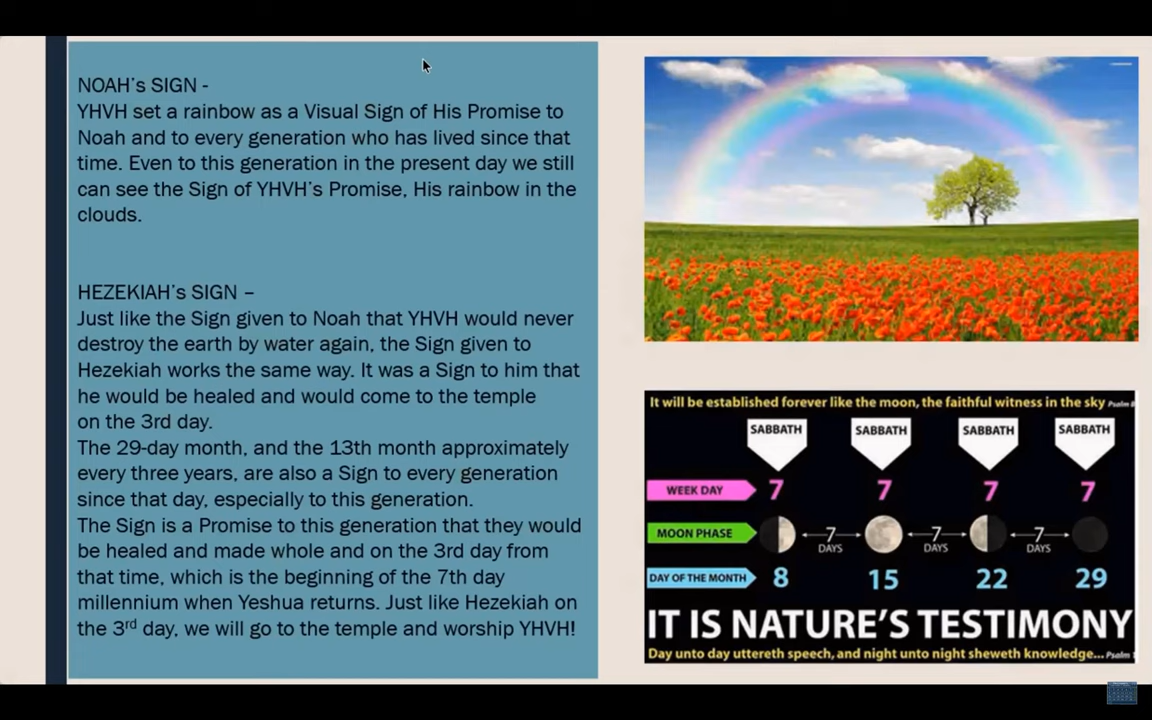 NOAH's SIGN -
YHVH set a rainbow as a Visual Sign of His Promise to
Noah and to every generation who has lived since that
time. Even to this generation in the present day we still
can see the Sign of YHVH's Promise, His rainbow in the
clouds.
HEZEKIAH's SIGN –
Just like the Sign given to Noah that YHVH would never
destroy the earth by water again, the Sign given to
Hezekiah works the same way. It was a Sign to him that
he would be healed and would come to the temple
on the 3rd day.
The 29-day month, and the 13th month approximately
every three years, are also a Sign to every generation
since that day, especially to this generation.
The Sign is a Promise to this generation that they would
be healed and made whole and on the 3rd day from
that time, which is the beginning of the 7th day
millennium when Yeshua returns. Just like Hezekiah on
the 3rd day, we will go to the temple and worship YHVH!
It will be established forever like the moon, the faithful witness in the sky Psalm 8
SABBATH SABBATH SABBATH SABBATH
WEEK DAY 7 7 7 7
MOON PHASE 7 DAYS 7 DAYS 7 DAYS
DAY OF THE MONTH 8 15 22 29
IT IS NATURE'S TESTIMONY
Day unto day uttereth speech, and night unto night sheweth knowledge... Psalm 1